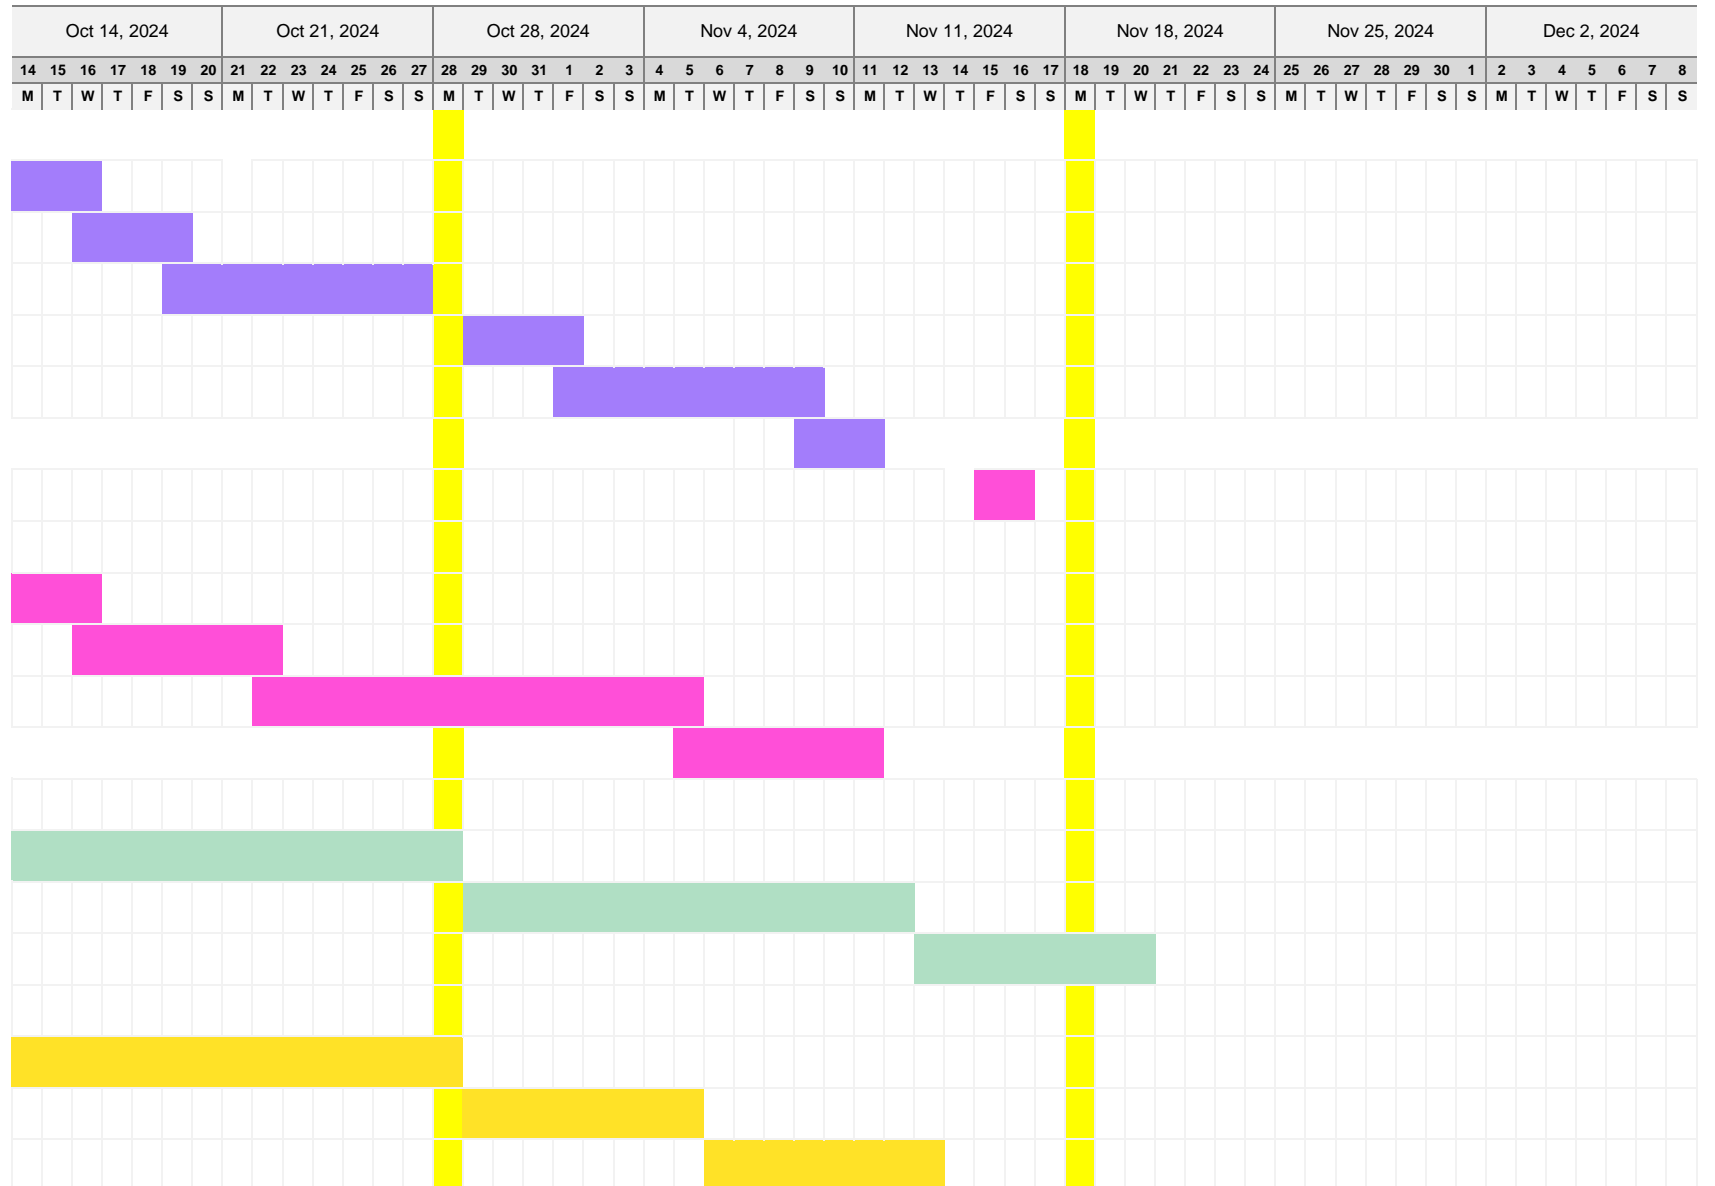 Oct 14, 2024 Oct 21, 2024 Oct 28, 2024 Nov 4, 2024 Nov 11, 2024 Nov 18, 2024 Nov 25, 2024 Dec 2, 2024
14 15 16 17 18 19 20 21 22 23 24 25 26 27 28 29 30 31 1 2 3 4 5 6 7 8 9 10 11 12 13 14 15 16 17 18 19 20 21 22 23 24 25 26 27 28 29 30 1 2 3 4 5 6 7 8
M T W T F S S M T W T F S S M T W T F S S M T W T F S S M T W T F S S M T W T F S S M T W T F S S M T W T F S S